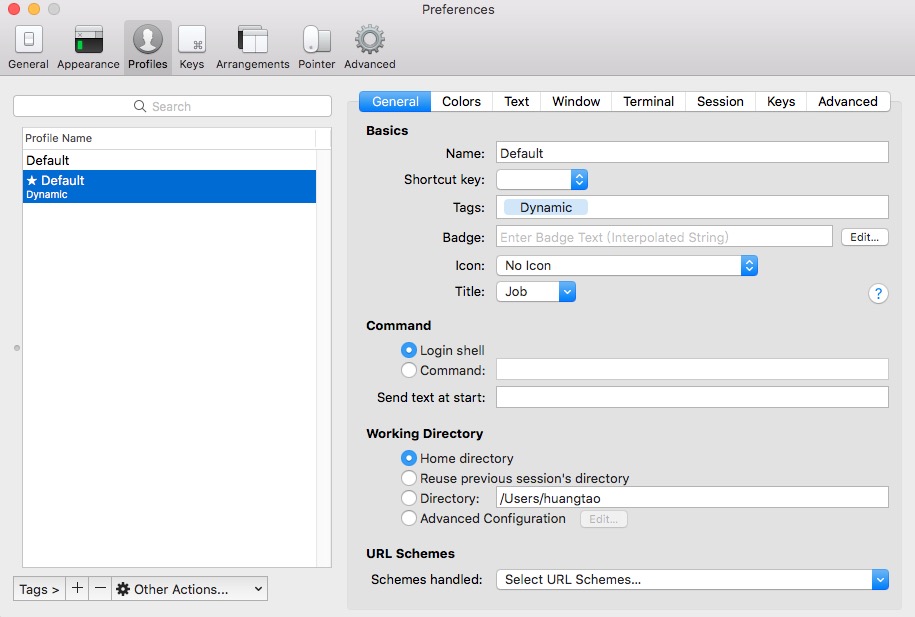 Preferences
General Appearance Profiles Keys Arrangements Pointer Advanced
Search
Profile Name
Default
★ Default
Dynamic
Tags > + − Other Actions...
General Colors Text Window Terminal Session Keys Advanced
Basics
Name: Default
Shortcut key:
Tags: Dynamic
Badge: Enter Badge Text (Interpolated String) Edit...
Icon: No Icon
Title: Job ?
Command
Login shell
Command:
Send text at start:
Working Directory
Home directory
Reuse previous session's directory
Directory: /Users/huangtao
Advanced Configuration Edit...
URL Schemes
Schemes handled: Select URL Schemes...